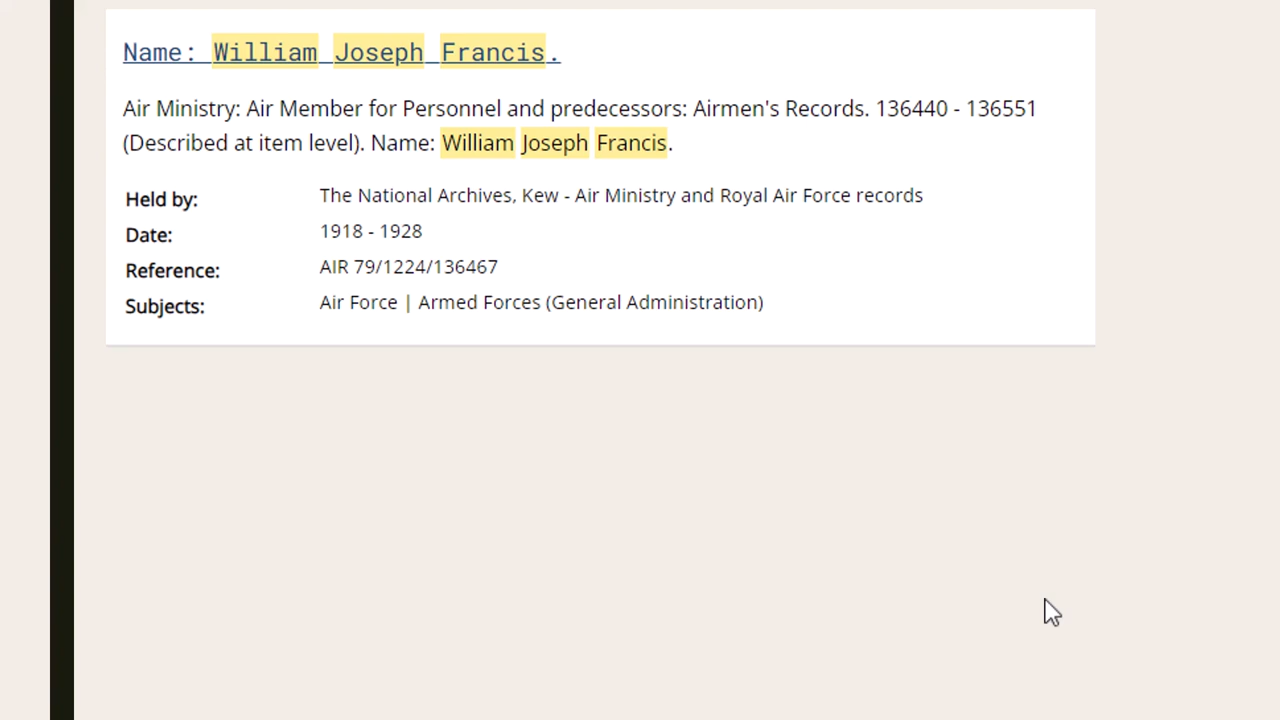 Name: William Joseph Francis.
Air Ministry: Air Member for Personnel and predecessors: Airmen's Records. 136440 - 136551
(Described at item level). Name: William Joseph Francis.
Held by: The National Archives, Kew - Air Ministry and Royal Air Force records
Date: 1918 - 1928
Reference: AIR 79/1224/136467
Subjects: Air Force | Armed Forces (General Administration)